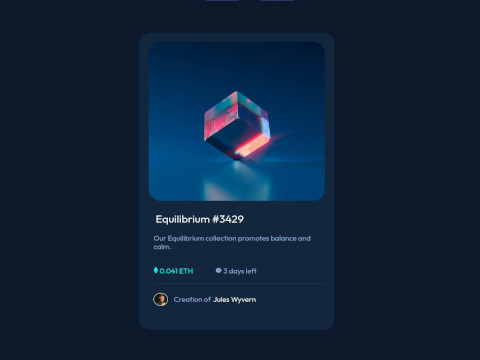 Equilibrium #3429
Our Equilibrium collection promotes balance and
calm.
0.041 ETH
3 days left
Creation of Jules Wyvern